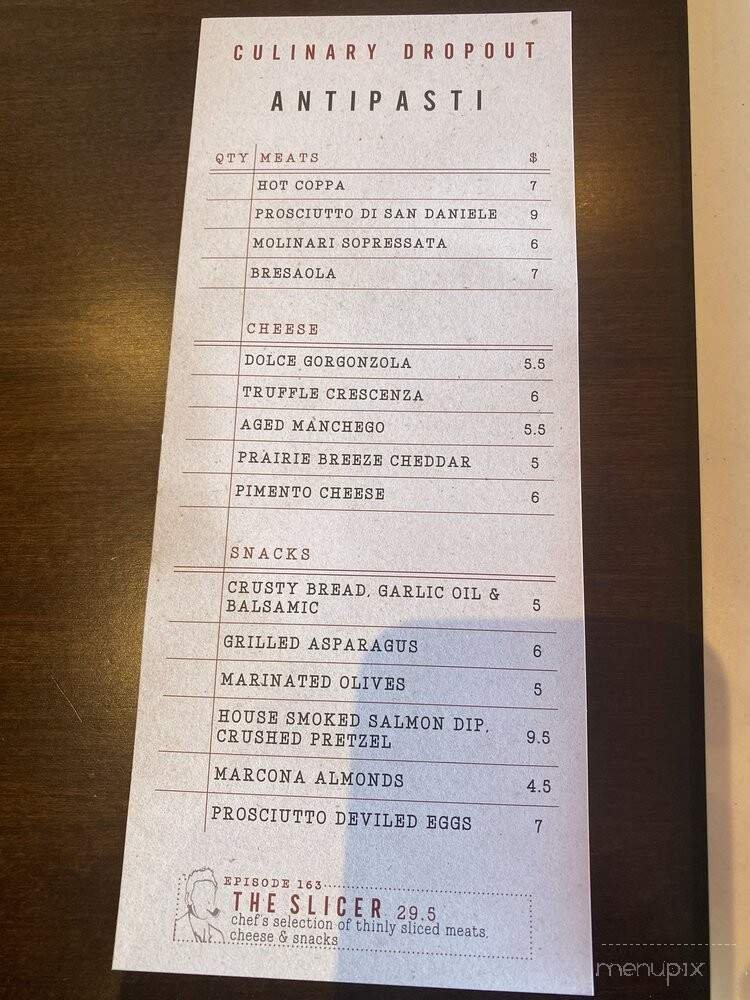 CULINARY DROPOUT
ANTIPASTI
QTY MEATS $
HOT COPPA 7
PROSCIUTTO DI SAN DANIELE 9
MOLINARI SOPRESSATA 6
BRESAOLA 7
CHEESE
DOLCE GORGONZOLA 5.5
TRUFFLE CRESCENZA 6
AGED MANCHEGO 5.5
PRAIRIE BREEZE CHEDDAR 5
PIMENTO CHEESE 6
SNACKS
CRUSTY BREAD, GARLIC OIL &
BALSAMIC 5
GRILLED ASPARAGUS 6
MARINATED OLIVES 5
HOUSE SMOKED SALMON DIP,
CRUSHED PRETZEL 9.5
MARCONA ALMONDS 4.5
PROSCIUTTO DEVILED EGGS 7
EPISODE 163
THE SLICER 29.5
chef's selection of thinly sliced meats,
cheese & snacks
menupix